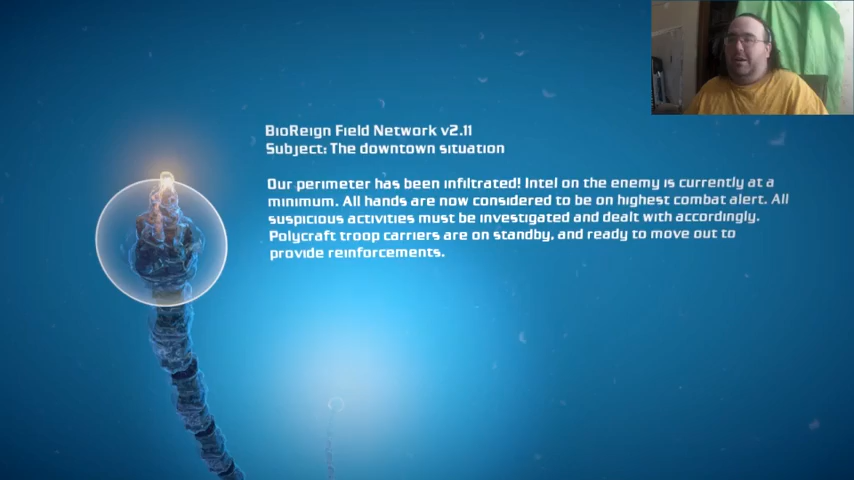 BioReign Field Network v2.11
Subject: The downtown situation
Our perimeter has been infiltrated! Intel on the enemy is currently at a
minimum. All hands are now considered to be on highest combat alert. All
suspicious activities must be investigated and dealt with accordingly.
Polycraft troop carriers are on standby, and ready to move out to
provide reinforcements.